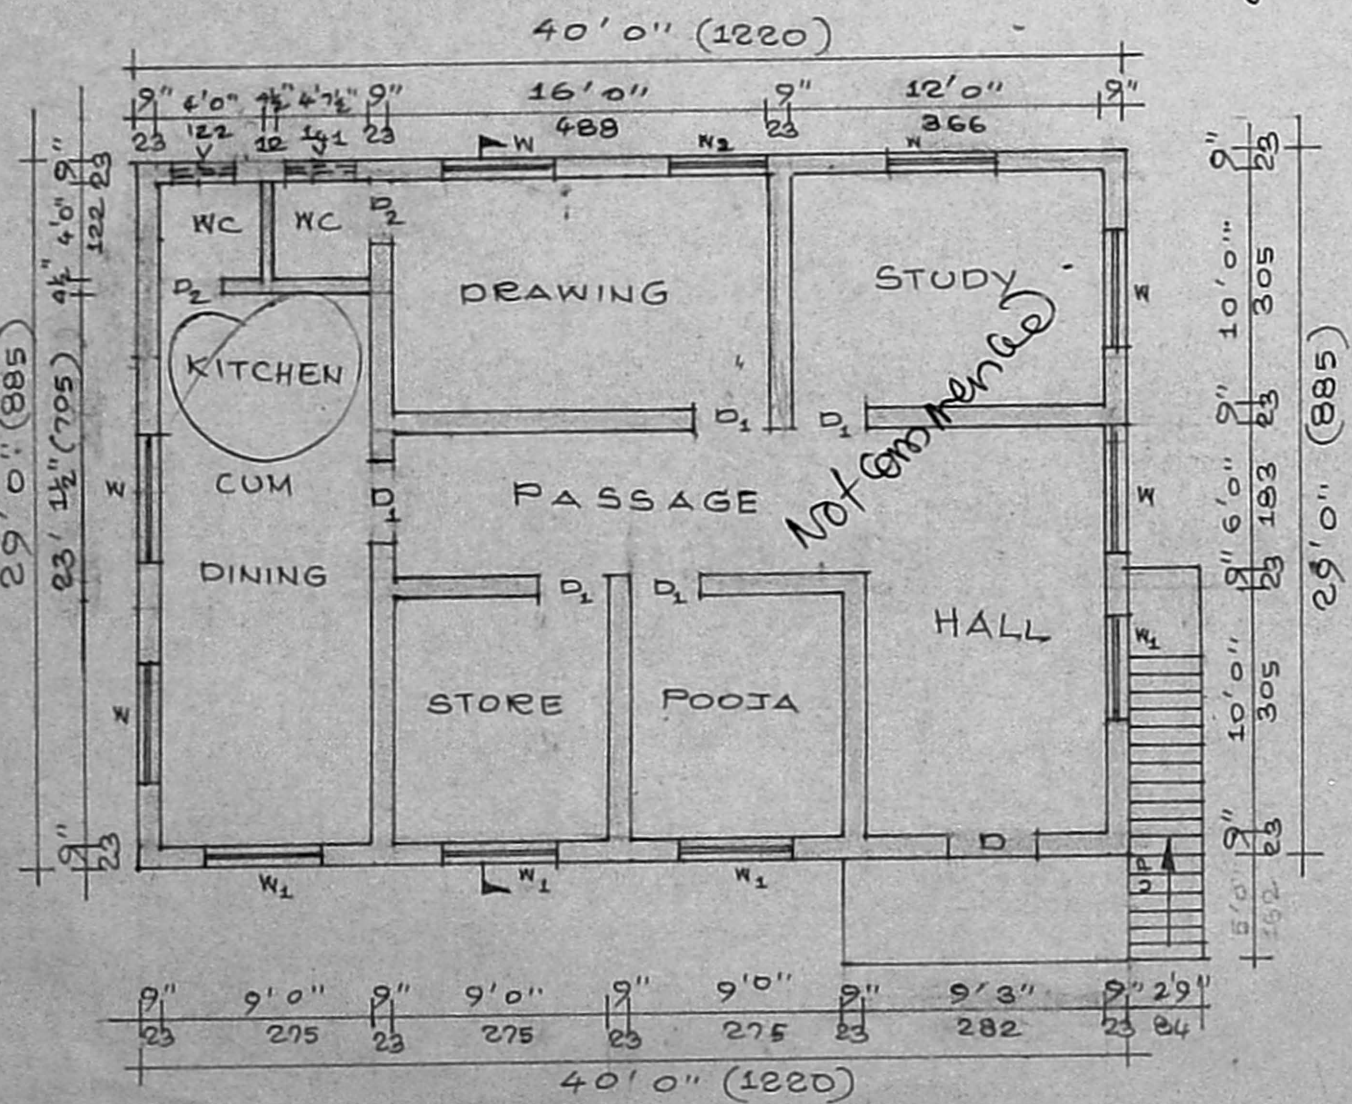 40'0" (1220)
9" 4'0" 4½" 4'7½" 9" 16'0" 9" 12'0" 9"
23 122 12 141 23 488 23 366
V V W W2 W
9" 23
4'0" 122
4½"
23' 1½" (705)
9" 23
29'0" (885)
9" 23
10'0" 305
9" 23
6'0" 183
9" 23
10'0" 305
9" 23
5'0" 152
29'0" (885)
WC WC D2
D2
DRAWING STUDY W
KITCHEN
D1 D1
Not commenced
W CUM D1 PASSAGE W
DINING D1 D1
HALL W1
W STORE POOJA
D
UP
W1 W1 W1
9" 9'0" 9" 9'0" 9" 9'0" 9" 9'3" 9" 2'9"
23 275 23 275 23 275 23 282 23 84
40'0" (1220)